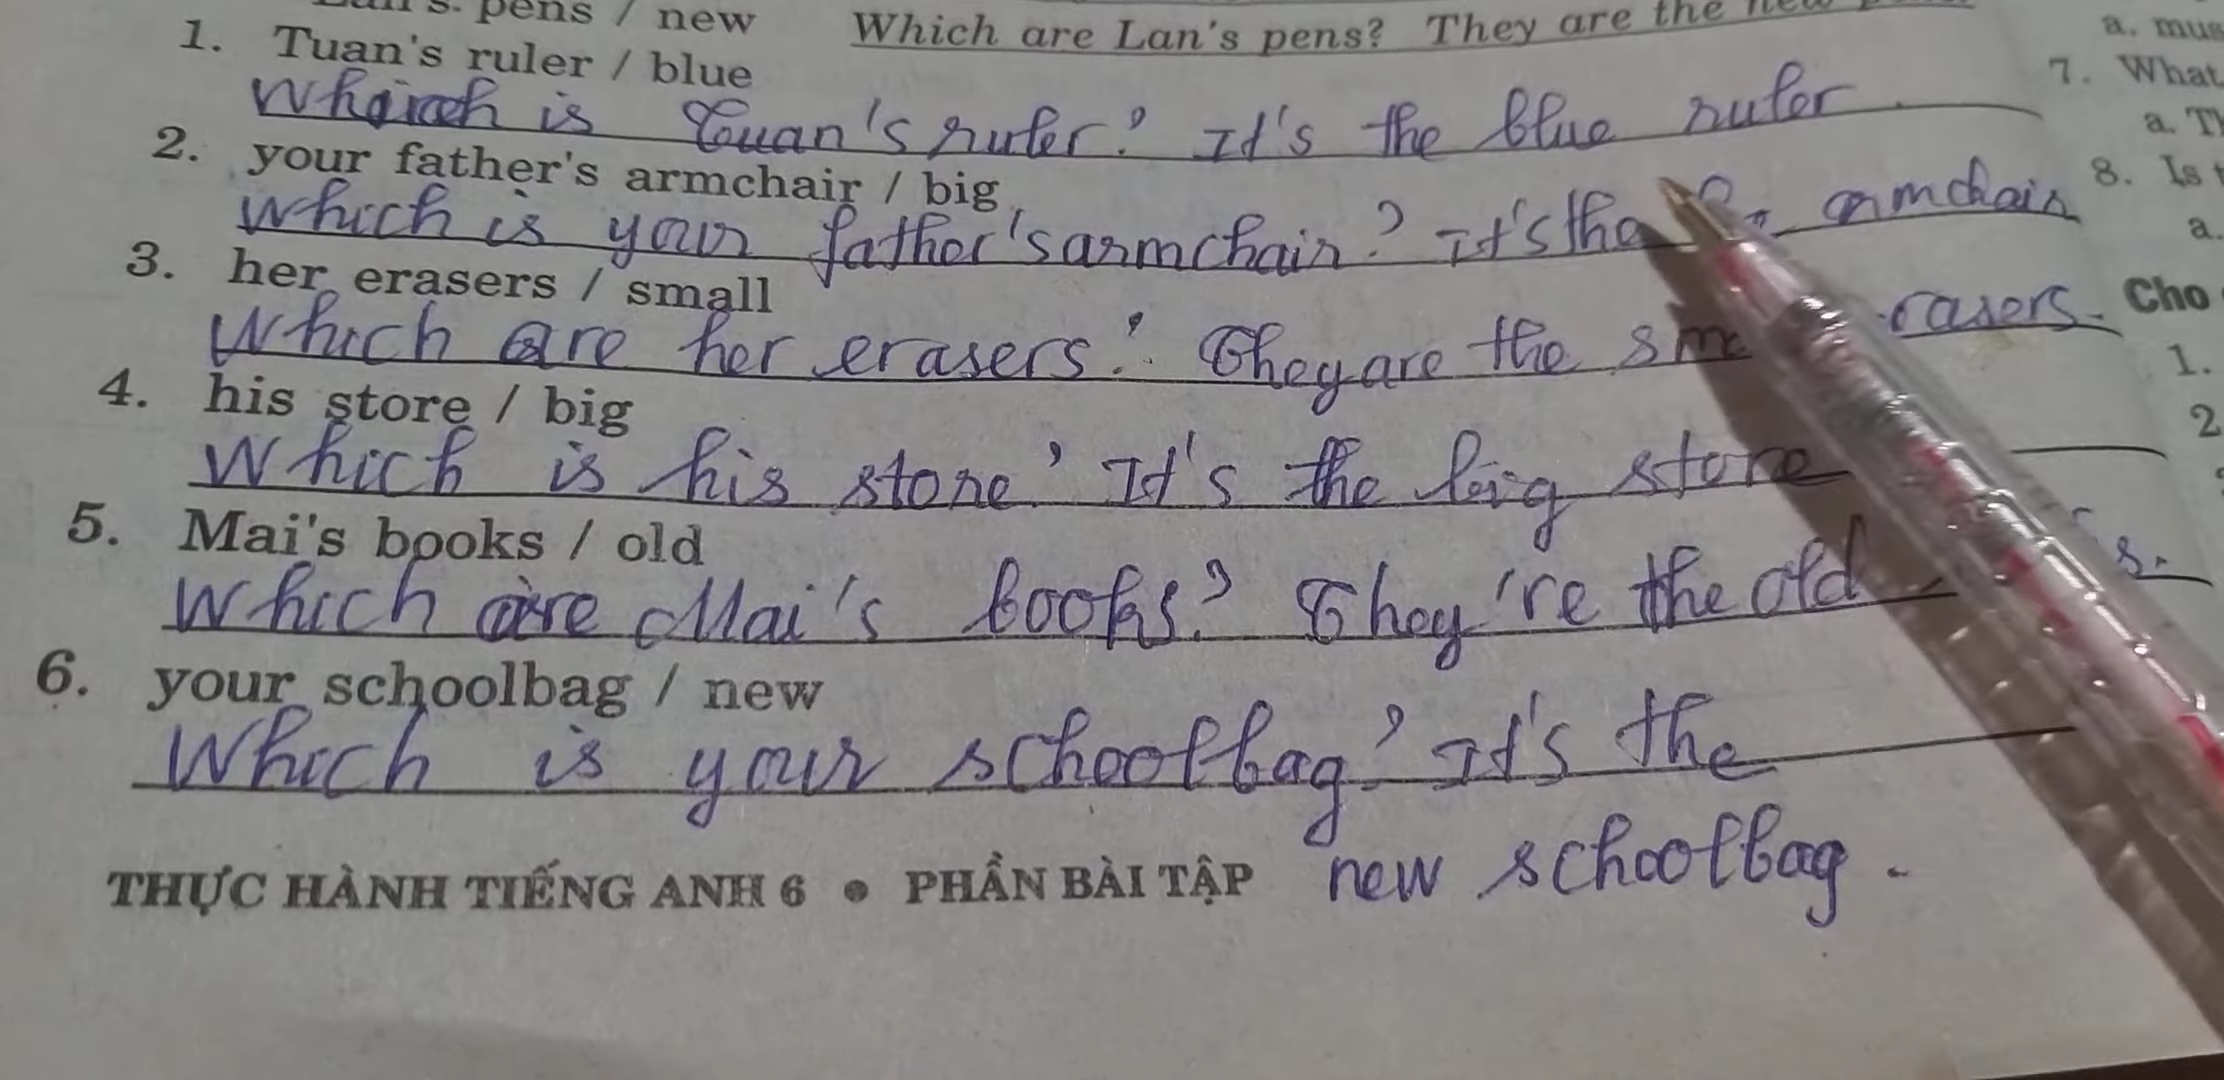 pens / new Which are Lan's pens? They are the new
a. mus
1. Tuan's ruler / blue
7. What
Which is Tuan's ruler? It's the blue ruler.
a. Th
2. your father's armchair / big
8. Is
Which is your father's armchair? It's the armchair
a.
3. her erasers / small
Cho
Which are her erasers? They are the erasers.
1.
4. his store / big
2
Which is his store? It's the big store
5. Mai's books / old
Which are Mai's books? They're the old s.
6. your schoolbag / new
Which is your schoolbag? It's the
new schoolbag.
THỰC HÀNH TIẾNG ANH 6 • PHẦN BÀI TẬP